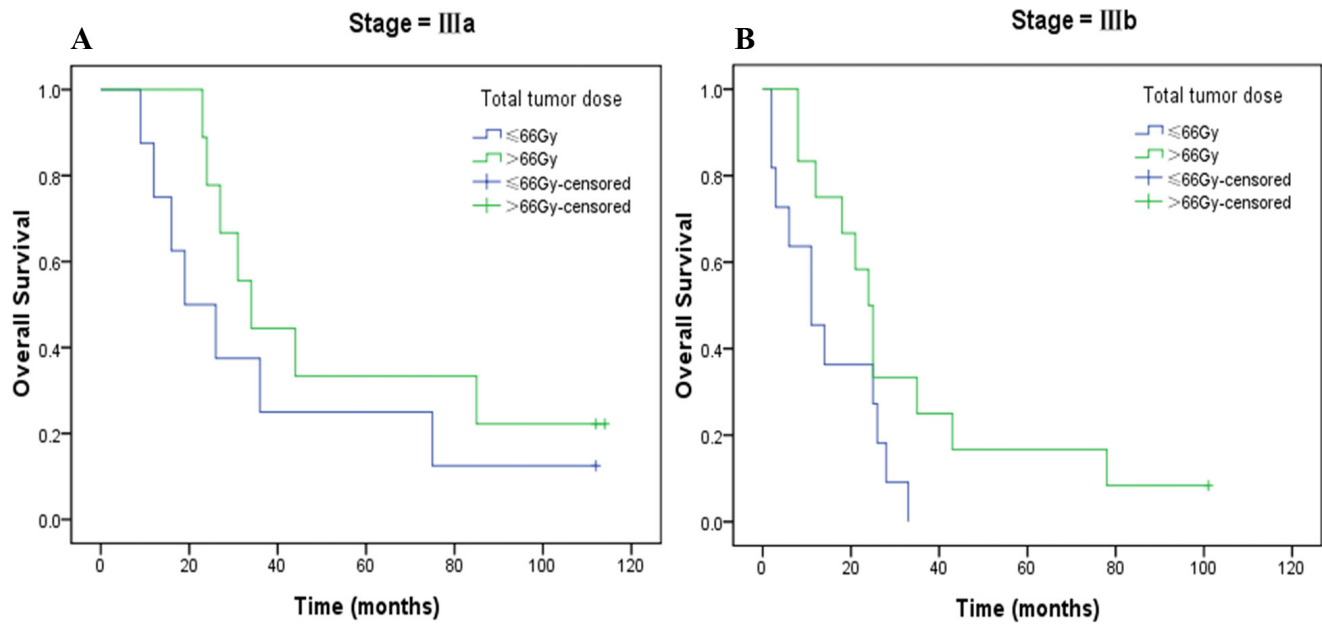 A
Stage = Ⅲa
Total tumor dose
≤66Gy
>66Gy
≤66Gy-censored
>66Gy-censored
Overall Survival
1.0
0.8
0.6
0.4
0.2
0.0
0 20 40 60 80 100 120
Time (months)
B
Stage = Ⅲb
Total tumor dose
≤66Gy
>66Gy
≤66Gy-censored
>66Gy-censored
Overall Survival
1.0
0.8
0.6
0.4
0.2
0.0
0 20 40 60 80 100 120
Time (months)